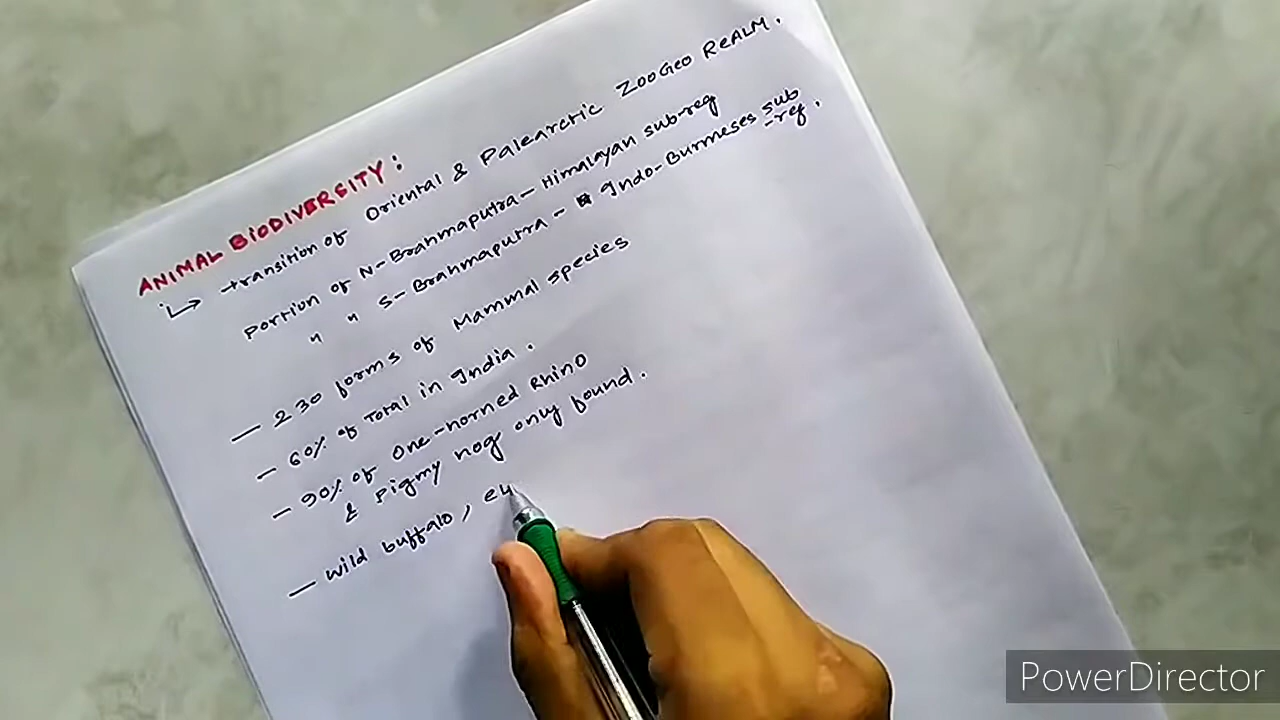 ANIMAL BIODIVERSITY:
↳ transition of Oriental & Palearctic ZOOGEO REALM.
Portion of N-Brahmaputra- Himalayan sub-reg
" " S-Brahmaputra - Indo-Burmeses sub
-reg.
— 230 forms of Mammal species
— 60% of Total in India.
— 90% of One-horned Rhino
& Pigmy hog only found.
— Wild buffalo,
PowerDirector